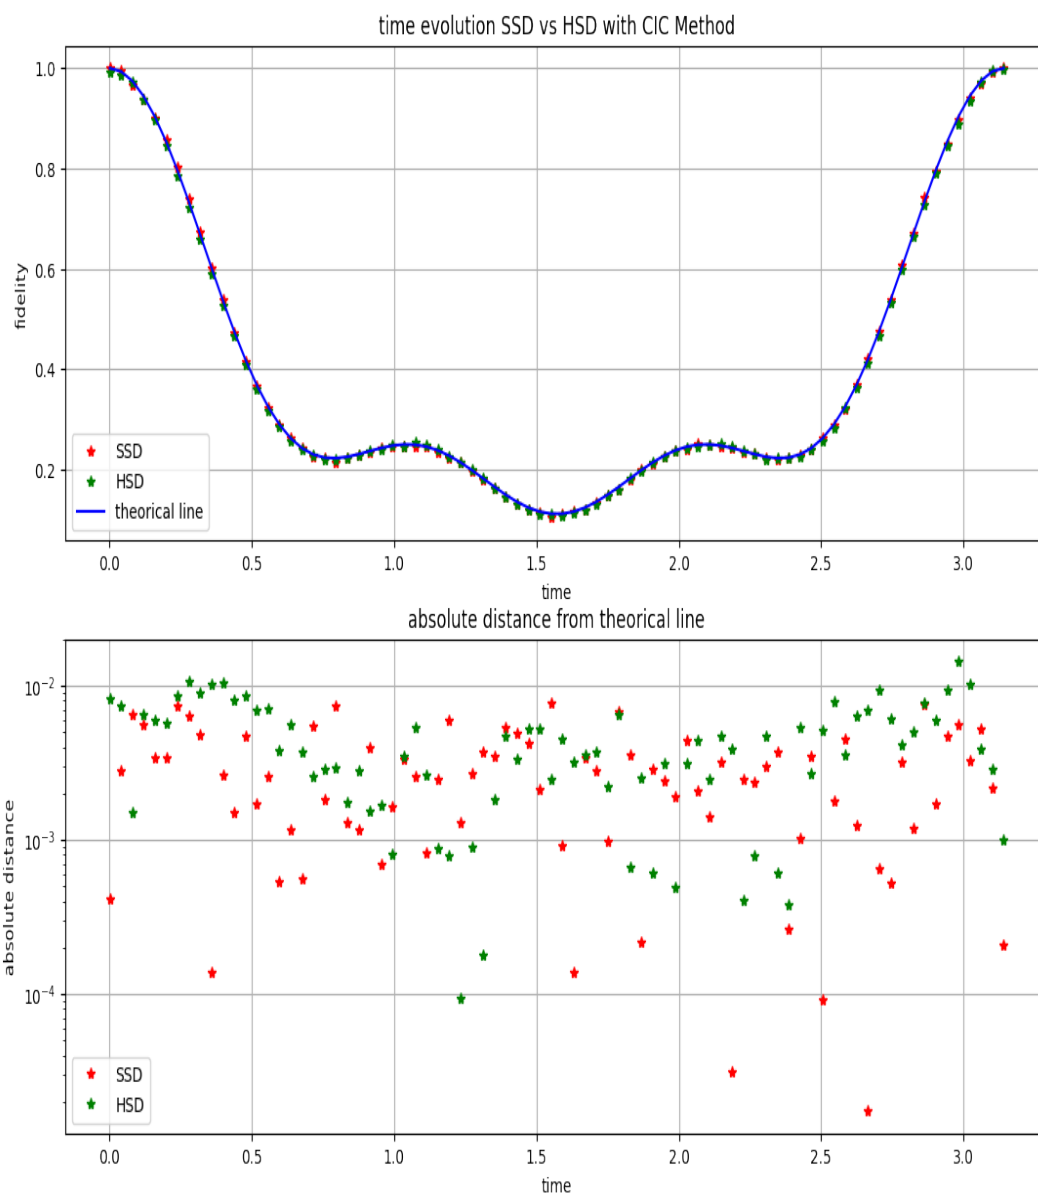 time evolution SSD vs HSD with CIC Method
fidelity
1.0
0.8
0.6
0.4
0.2
SSD
HSD
theorical line
0.0 0.5 1.0 1.5 2.0 2.5 3.0
time
absolute distance from theorical line
absolute distance
10⁻²
10⁻³
10⁻⁴
SSD
HSD
0.0 0.5 1.0 1.5 2.0 2.5 3.0
time